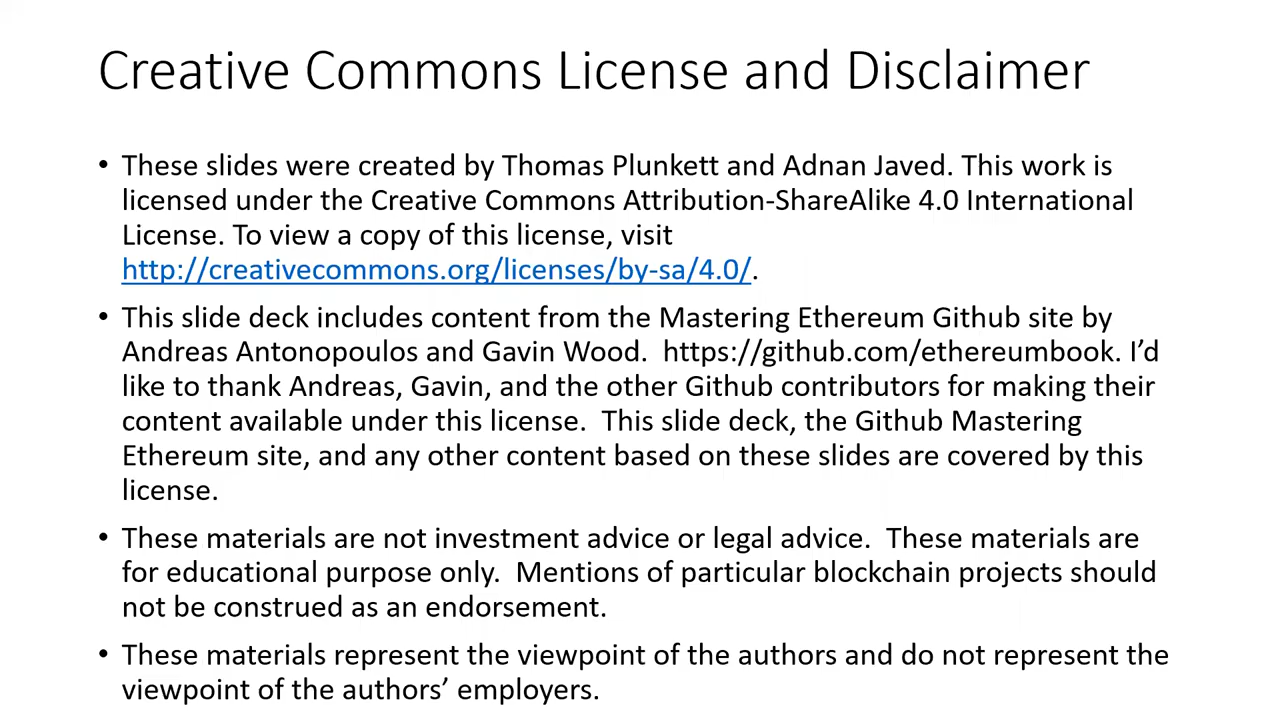 Creative Commons License and Disclaimer
• These slides were created by Thomas Plunkett and Adnan Javed. This work is
licensed under the Creative Commons Attribution-ShareAlike 4.0 International
License. To view a copy of this license, visit
http://creativecommons.org/licenses/by-sa/4.0/.
• This slide deck includes content from the Mastering Ethereum Github site by
Andreas Antonopoulos and Gavin Wood.  https://github.com/ethereumbook. I’d
like to thank Andreas, Gavin, and the other Github contributors for making their
content available under this license.  This slide deck, the Github Mastering
Ethereum site, and any other content based on these slides are covered by this
license.
• These materials are not investment advice or legal advice.  These materials are
for educational purpose only.  Mentions of particular blockchain projects should
not be construed as an endorsement.
• These materials represent the viewpoint of the authors and do not represent the
viewpoint of the authors’ employers.